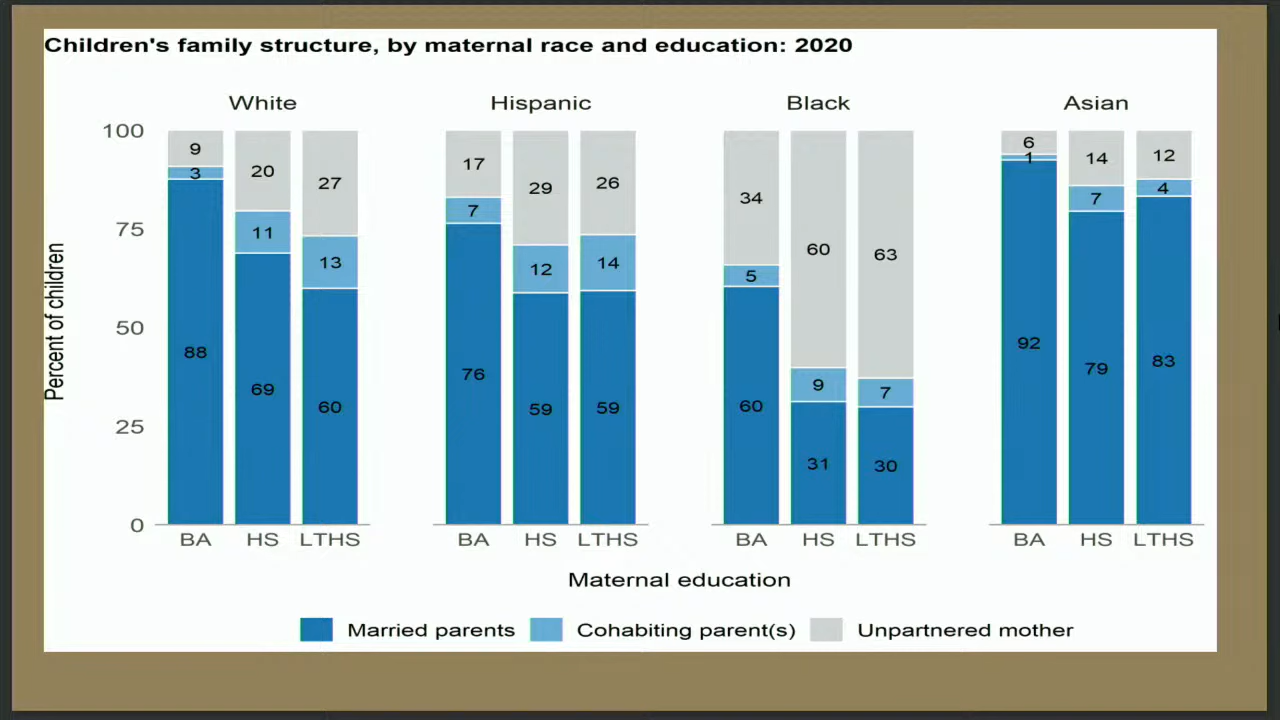 Children's family structure, by maternal race and education: 2020
White Hispanic Black Asian
100
75
50
25
0
Percent of children
9 20 27
3 11 13
88 69 60
17 29 26
7 12 14
76 59 59
34 60 63
5 9 7
60 31 30
6 14 12
1 7 4
92 79 83
BA HS LTHS BA HS LTHS BA HS LTHS BA HS LTHS
Maternal education
Married parents Cohabiting parent(s) Unpartnered mother